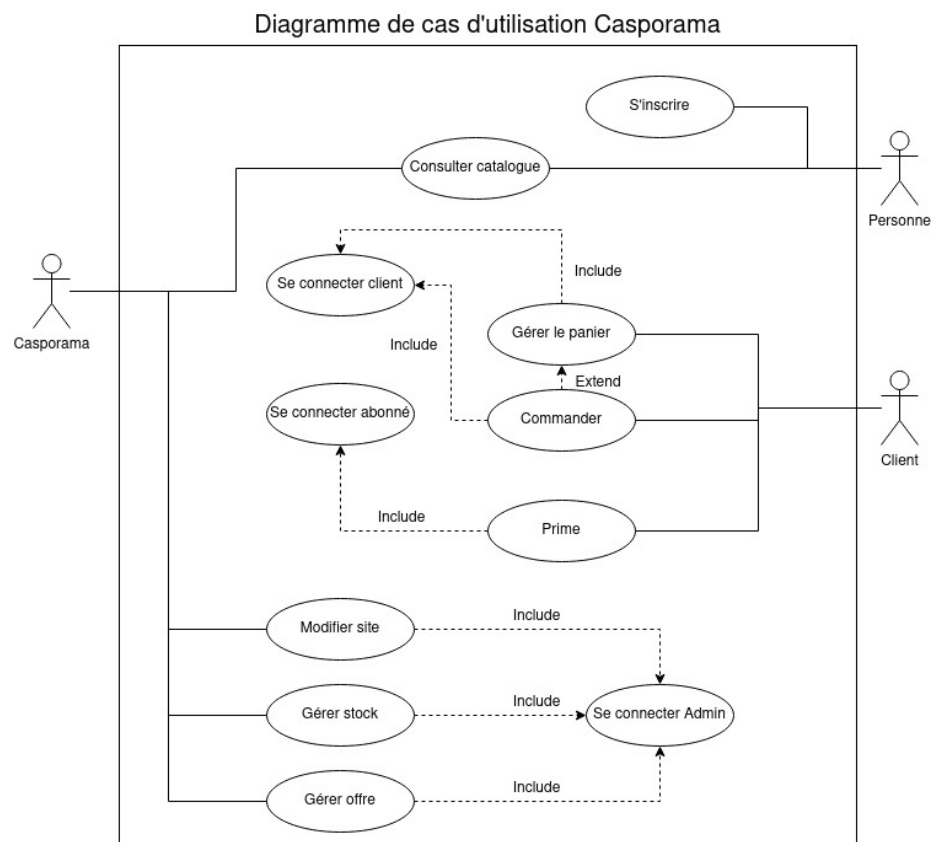 Diagramme de cas d'utilisation Casporama
S'inscrire
Consulter catalogue
Personne
Include
Se connecter client
Gérer le panier
Casporama
Include
Extend
Se connecter abonné
Commander
Client
Include
Prime
Include
Modifier site
Include
Gérer stock
Se connecter Admin
Include
Gérer offre